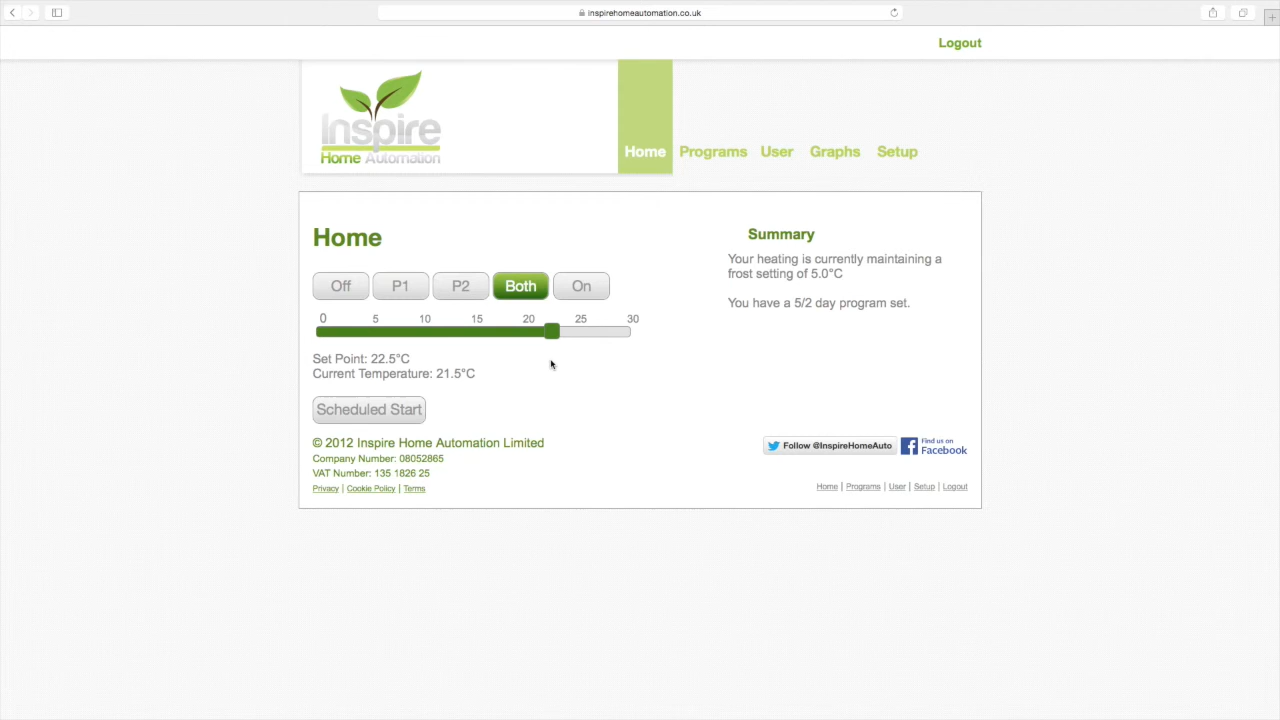 inspirehomeautomation.co.uk
Logout
Inspire
Home Automation
Home Programs User Graphs Setup
Home
Off P1 P2 Both On
0 5 10 15 20 25 30
Set Point: 22.5°C
Current Temperature: 21.5°C
Scheduled Start
Summary
Your heating is currently maintaining a
frost setting of 5.0°C
You have a 5/2 day program set.
© 2012 Inspire Home Automation Limited
Company Number: 08052865
VAT Number: 135 1826 25
Privacy | Cookie Policy | Terms
Follow @InspireHomeAuto
Find us on
Facebook
Home | Programs | User | Setup | Logout